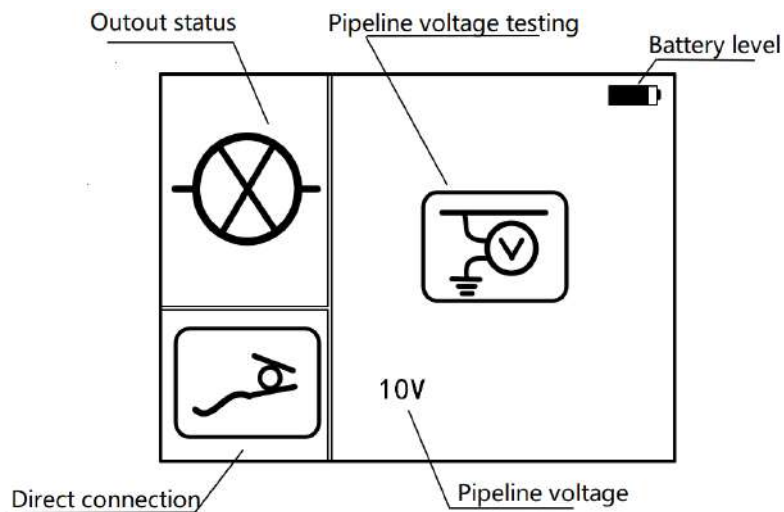 Outout status
Pipeline voltage testing
Battery level
V
10V
Direct connection
Pipeline voltage